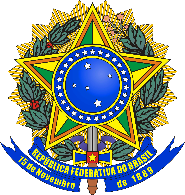 REPÚBLICA FEDERATIVA DO BRASIL
15 de Novembro de 1889